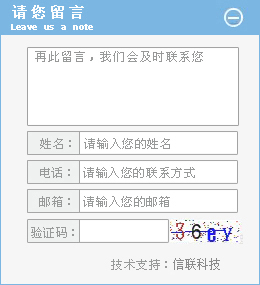 请您留言
Leave us a note
再此留言，我们会及时联系您
姓名： 请输入您的姓名
电话： 请输入您的联系方式
邮箱： 请输入您的邮箱
验证码： 36ey
技术支持：信联科技